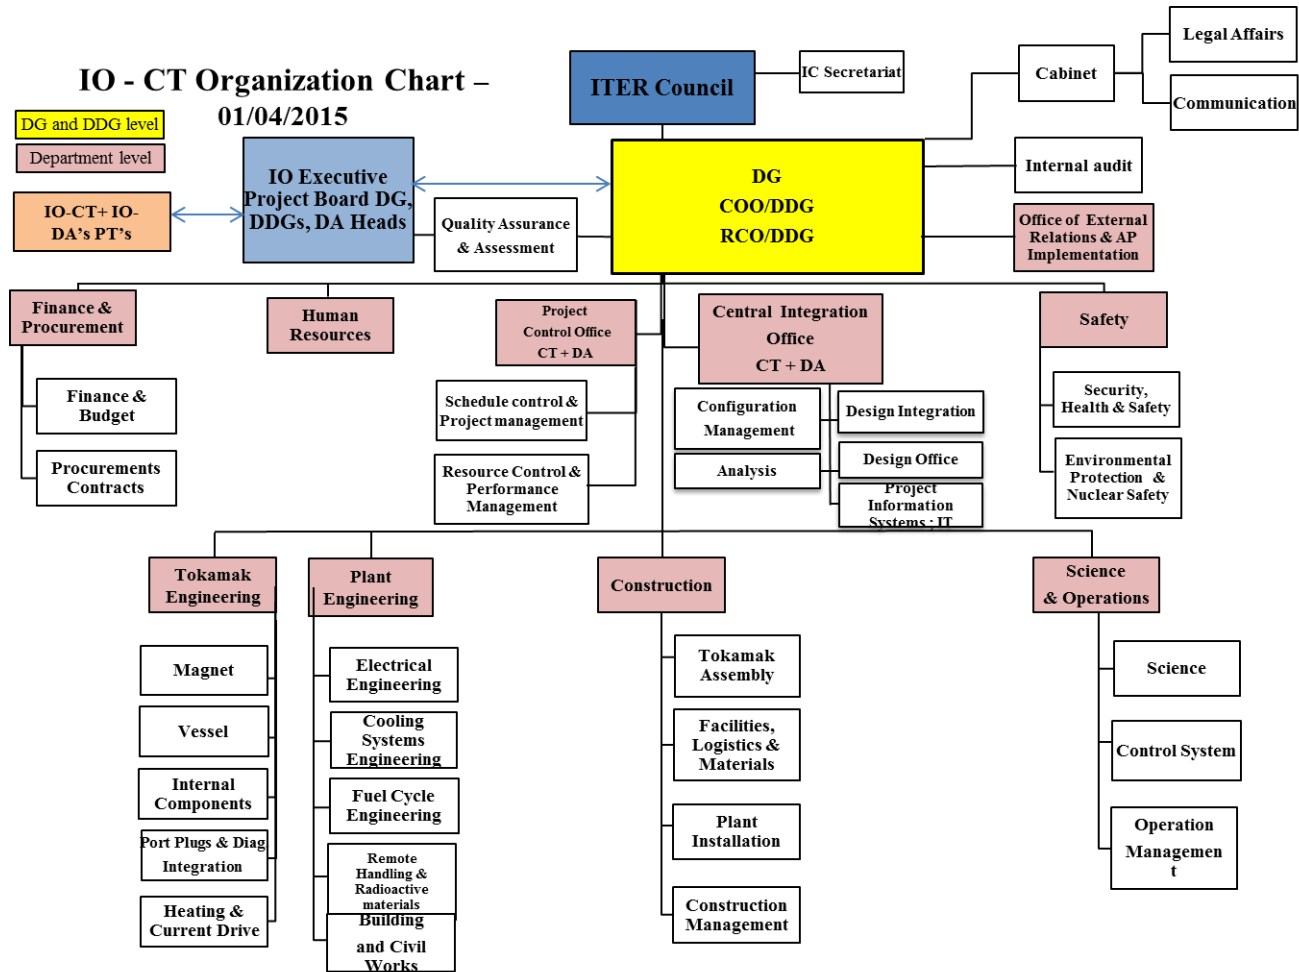 IO - CT Organization Chart –
01/04/2015
DG and DDG level
Department level
IO-CT+ IO-
DA's PT's
IO Executive
Project Board DG,
DDGs, DA Heads
Quality Assurance
& Assessment
ITER Council
IC Secretariat
DG
COO/DDG
RCO/DDG
Cabinet
Legal Affairs
Communication
Internal audit
Office of External
Relations & AP
Implementation
Finance &
Procurement
Human
Resources
Project
Control Office
CT + DA
Central Integration
Office
CT + DA
Safety
Finance &
Budget
Procurements
Contracts
Schedule control &
Project management
Resource Control &
Performance
Management
Configuration
Management
Design Integration
Analysis
Design Office
Project
Information
Systems ; IT
Security,
Health & Safety
Environmental
Protection &
Nuclear Safety
Tokamak
Engineering
Plant
Engineering
Construction
Science
& Operations
Magnet
Vessel
Internal
Components
Port Plugs & Diag.
Integration
Heating &
Current Drive
Electrical
Engineering
Cooling
Systems
Engineering
Fuel Cycle
Engineering
Remote
Handling &
Radioactive
materials
Building
and Civil
Works
Tokamak
Assembly
Facilities,
Logistics &
Materials
Plant
Installation
Construction
Management
Science
Control System
Operation
Managemen
t